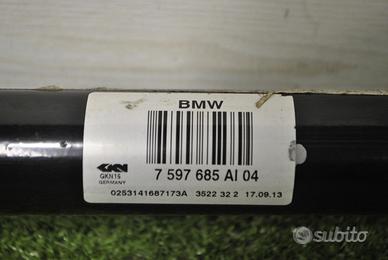 BMW
GKN
GKN15
GERMANY
7 597 685 AI 04
0253141687173A 3522 32 2 17.09.13
subito